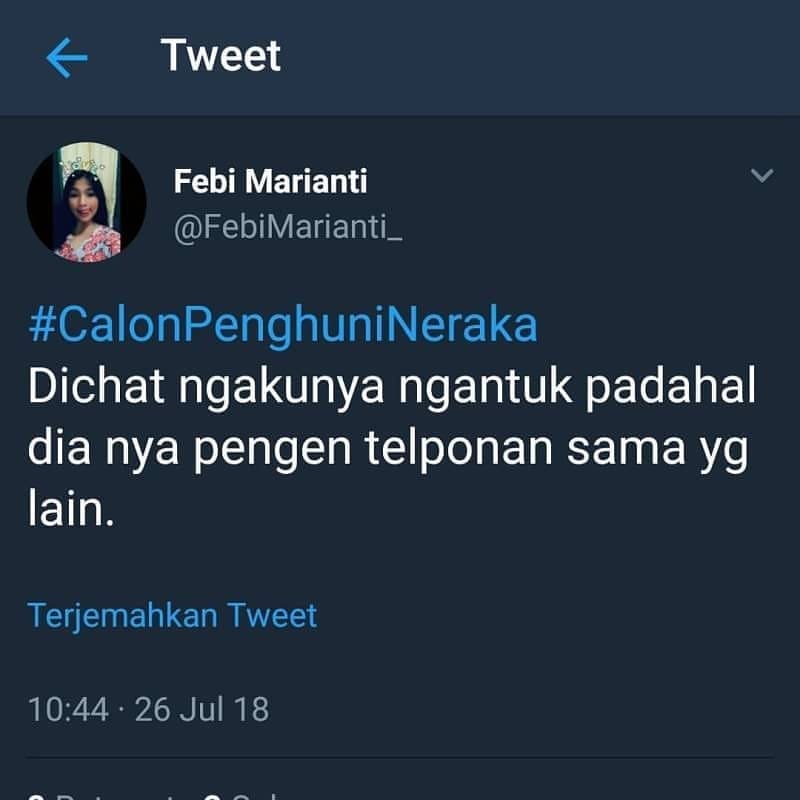 Tweet
Febi Marianti
@FebiMarianti_
#CalonPenghuniNeraka
Dichat ngakunya ngantuk padahal
dia nya pengen telponan sama yg
lain.
Terjemahkan Tweet
10:44 · 26 Jul 18